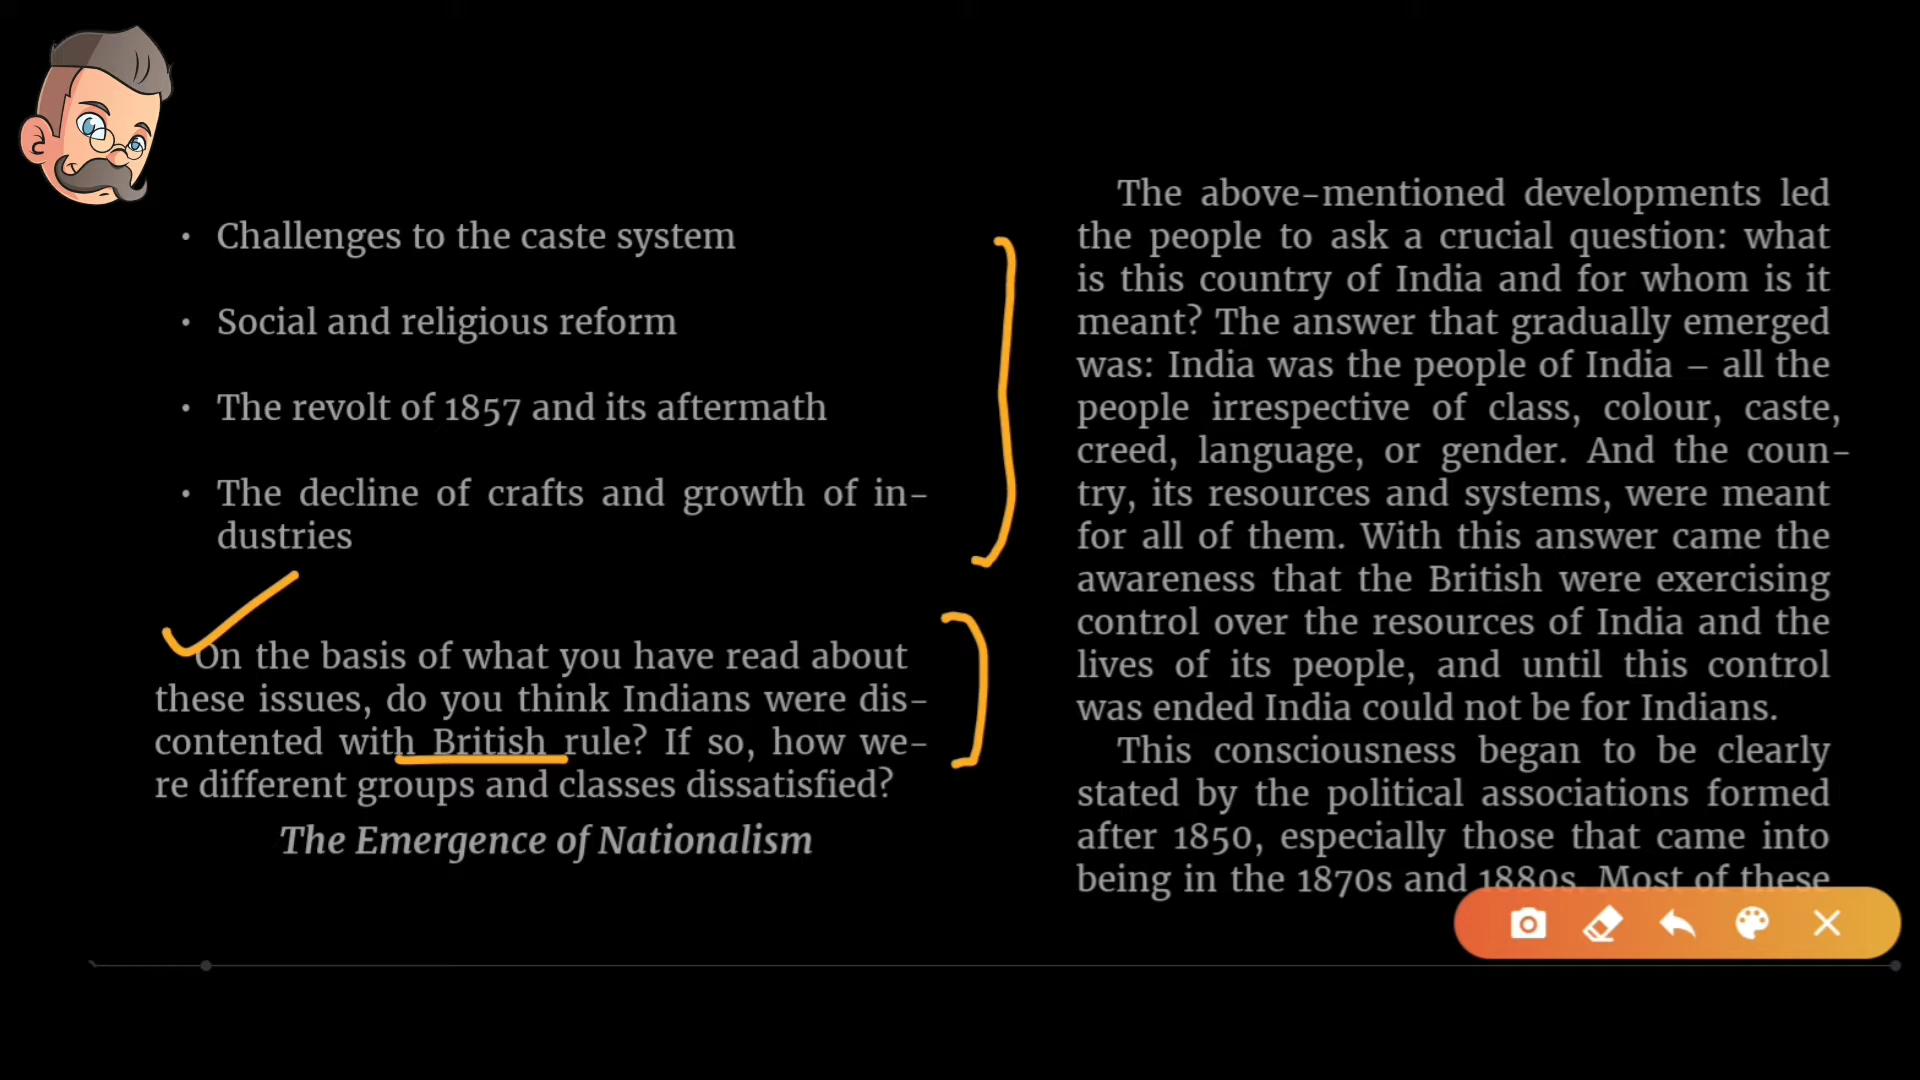 • Challenges to the caste system
• Social and religious reform
• The revolt of 1857 and its aftermath
• The decline of crafts and growth of in-
dustries
On the basis of what you have read about
these issues, do you think Indians were dis-
contented with British rule? If so, how we-
re different groups and classes dissatisfied?
The Emergence of Nationalism
The above-mentioned developments led
the people to ask a crucial question: what
is this country of India and for whom is it
meant? The answer that gradually emerged
was: India was the people of India – all the
people irrespective of class, colour, caste,
creed, language, or gender. And the coun-
try, its resources and systems, were meant
for all of them. With this answer came the
awareness that the British were exercising
control over the resources of India and the
lives of its people, and until this control
was ended India could not be for Indians.
This consciousness began to be clearly
stated by the political associations formed
after 1850, especially those that came into
being in the 1870s and 1880s. Most of these